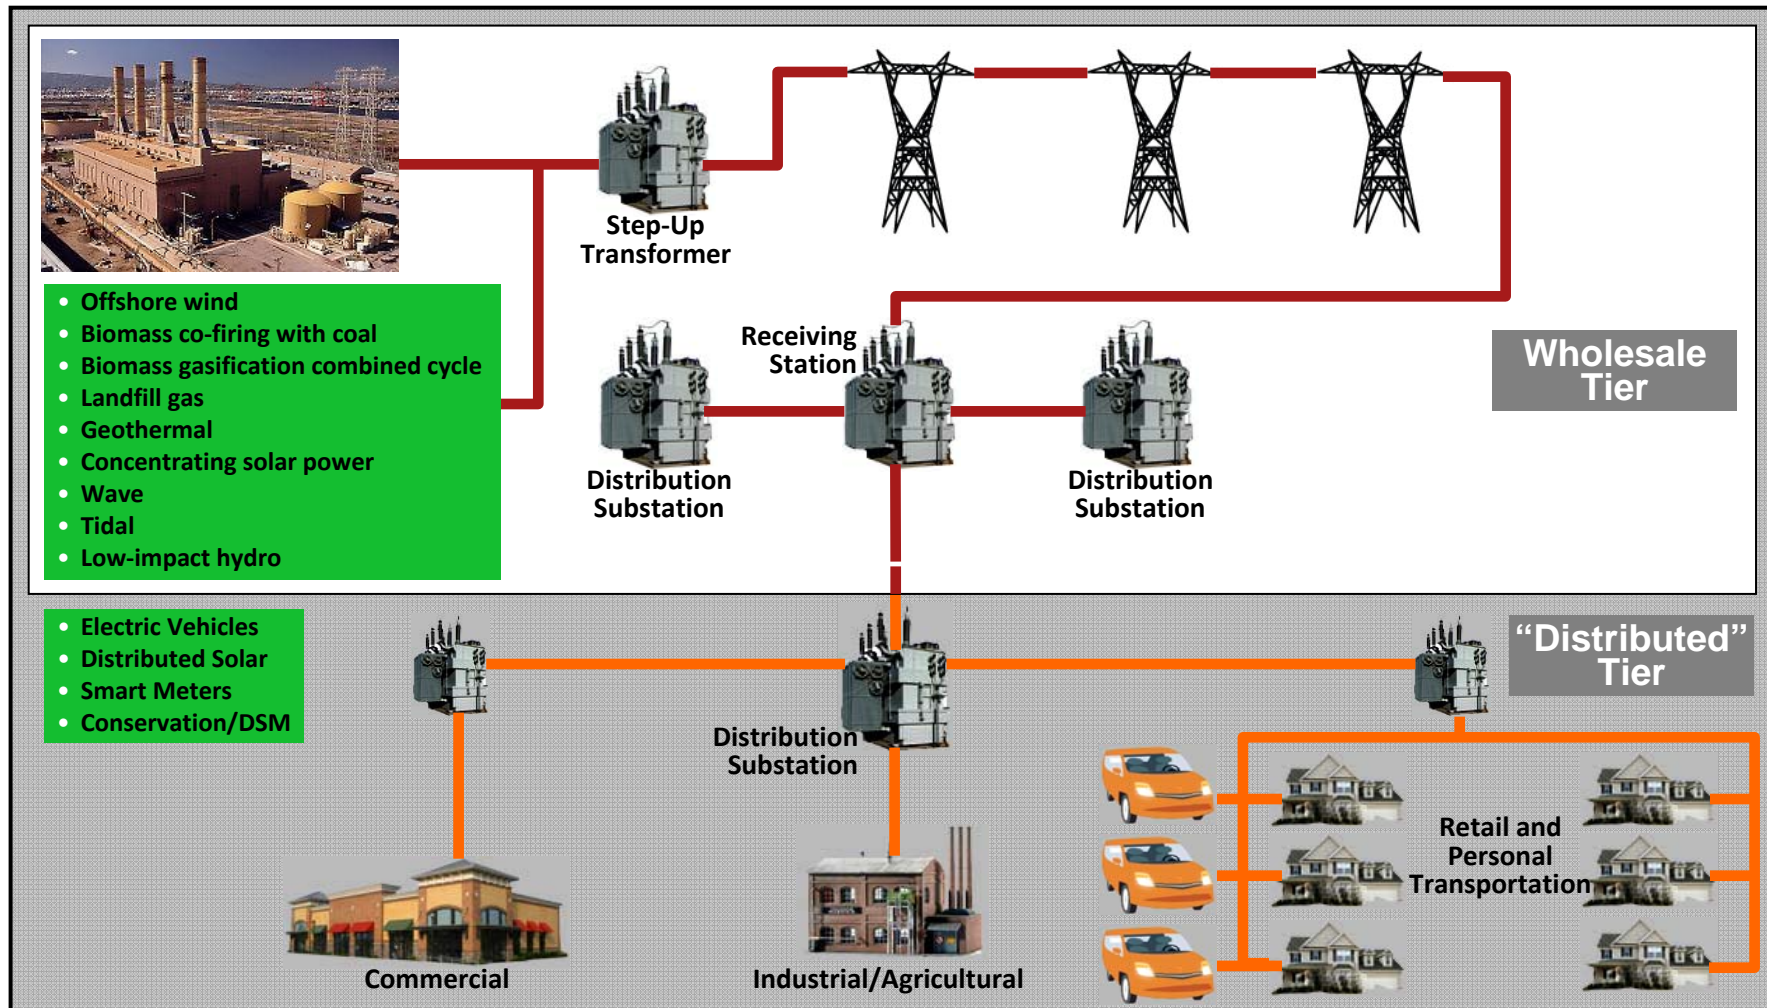 Step-Up
Transformer
• Offshore wind
• Biomass co-firing with coal
• Biomass gasification combined cycle
• Landfill gas
• Geothermal
• Concentrating solar power
• Wave
• Tidal
• Low-impact hydro
Receiving
Station
Wholesale
Tier
Distribution
Substation
Distribution
Substation
• Electric Vehicles
• Distributed Solar
• Smart Meters
• Conservation/DSM
“Distributed”
Tier
Distribution
Substation
Retail and
Personal
Transportation
Commercial
Industrial/Agricultural